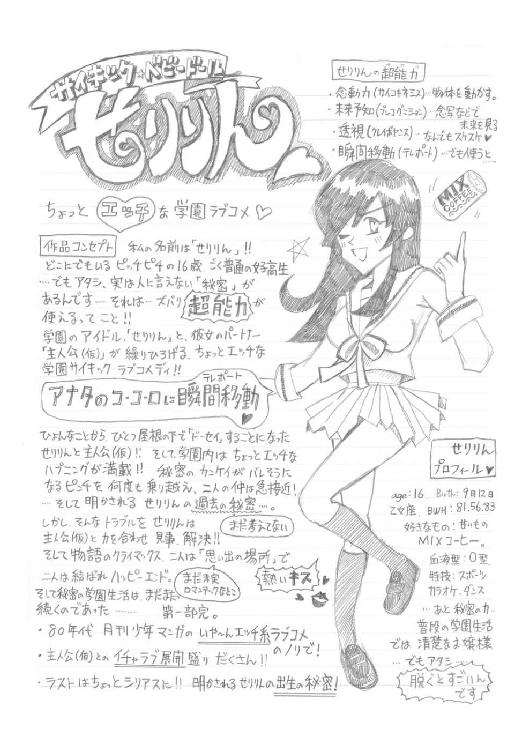 サイキック☆ベビードール
せりりん
ちょっとエッチな学園ラブコメ♡
作品コンセプト 私の名前は「せりりん」!!
どこにでもいるピッチピチの16歳 ごく普通の女子高生
…でもアタシ、実は人に言えない「秘密」が
あるんです……それは…ズバリ超能力が
使えるってこと!!
学園のアイドル、「せりりん」と、彼女のパートナー
「主人公(仮)」が繰りひろげる、ちょっとエッチな
学園サイキック ラブコメディ!!
アナタのココロに瞬間移動
テレポート
ひょんなことから、ひとつ屋根の下で「ドーセイ」することになった
せりりんと主人公(仮)!! そして学園内はちょっとエッチな
ハプニングが満載!! 秘密のカンケイがバレそうに
なるピンチを何度も乗り越え、二人の仲は急接近!
…そして明かされるせりりんの過去の秘密…。
まだ考えてない
しかし、そんなトラブルをせりりんは
主人公(仮)と力を合わせ見事、解決!!
そして物語のクライマックス 二人は「思い出の場所」で
まだ未定
ロマンチックなとこ
二人は結ばれハッピーエンド。
熱いキス
そして秘密の学園生活は、まだまだ
続くのであった……… 第一部完。
・80年代 月刊少年マンガのいや〜んエッチ系ラブコメ
のノリで!
・主人公(仮)とのイチャラブ展開盛りだくさん!!
・ラストはちょっとシリアスに!! 明かされるせりりんの出生の秘密!
せりりんの超能力
・念動力(サイコキネシス)…物体を動かす。
・未来予知(プレコグニション)…念写などで
未来を見る
・透視(クレイボヤンス)…なんでもスケスケ♥
・瞬間移動(テレポート)…でも使うと…
MIX
COFFEE
せりりん
プロフィール♥
age:16 Birth:9月12日
乙女座、BWH:81.56.83
好きなもの:甘いもの
MIXコーヒー。
血液型:O型
特技:スポーツ
カラオケ、ダンス
…あと秘密の力…
普段の学園生活
では 清楚なお嬢様
…でもアタシ…
脱ぐとすごいん
です